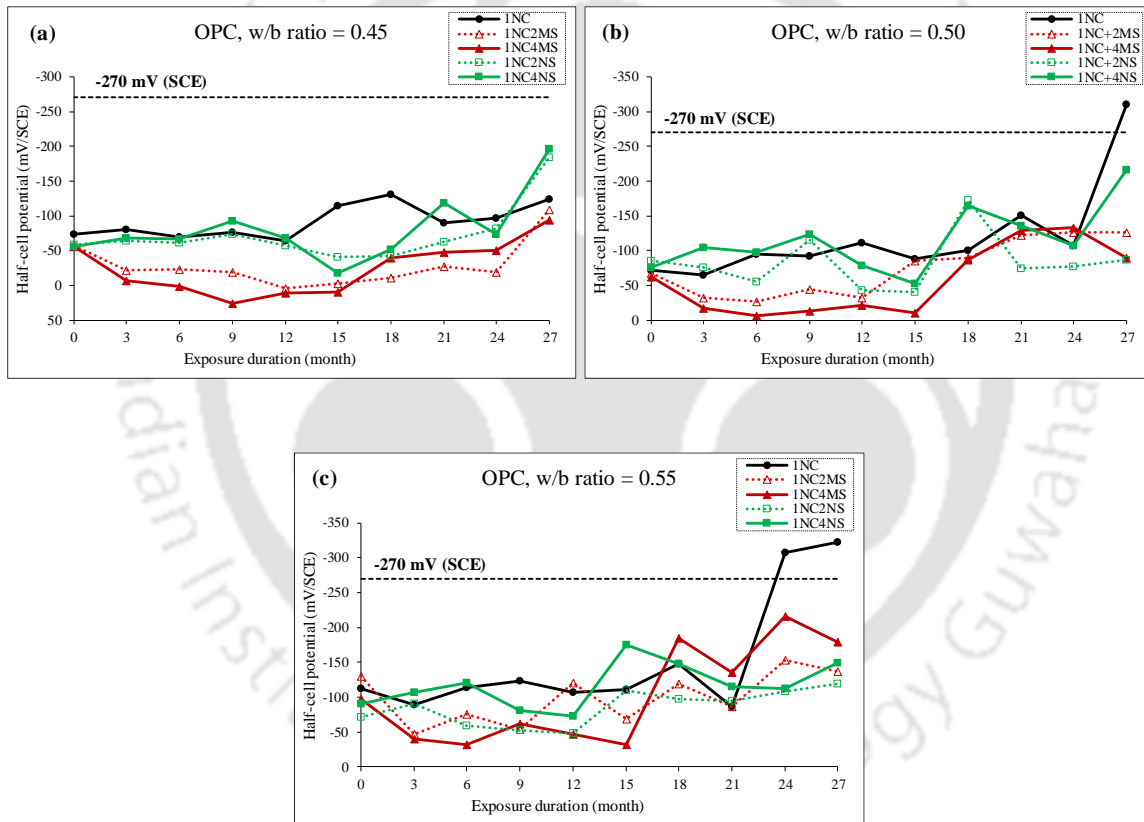 (a)
OPC, w/b ratio = 0.45
1NC
1NC2MS
1NC4MS
1NC2NS
1NC4NS
-270 mV (SCE)
Half-cell potential (mV/SCE)
-300
-250
-200
-150
-100
-50
0
50
0 3 6 9 12 15 18 21 24 27
Exposure duration (month)
(b)
OPC, w/b ratio = 0.50
1NC
1NC+2MS
1NC+4MS
1NC+2NS
1NC+4NS
-270 mV (SCE)
Half-cell potential (mV/SCE)
-350
-300
-250
-200
-150
-100
-50
0
0 3 6 9 12 15 18 21 24 27
Exposure duration (month)
(c)
OPC, w/b ratio = 0.55
1NC
1NC2MS
1NC4MS
1NC2NS
1NC4NS
-270 mV (SCE)
Half-cell potential (mV/SCE)
-350
-300
-250
-200
-150
-100
-50
0
0 3 6 9 12 15 18 21 24 27
Exposure duration (month)